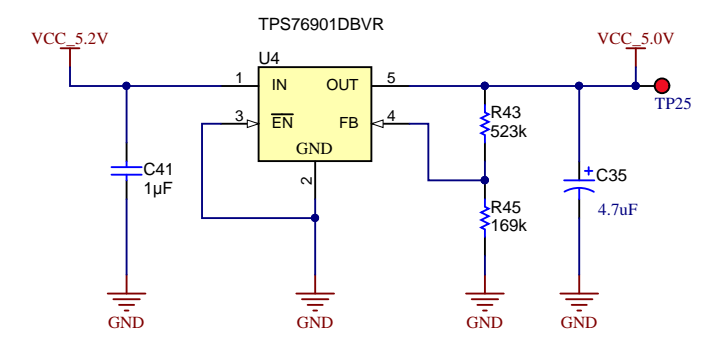 TPS76901DBVR
VCC_5.2V
VCC_5.0V
U4
1
IN
OUT
5
TP25
3
EN
FB
4
R43
523k
GND
2
C41
1µF
C35
4.7uF
R45
169k
GND
GND
GND
GND